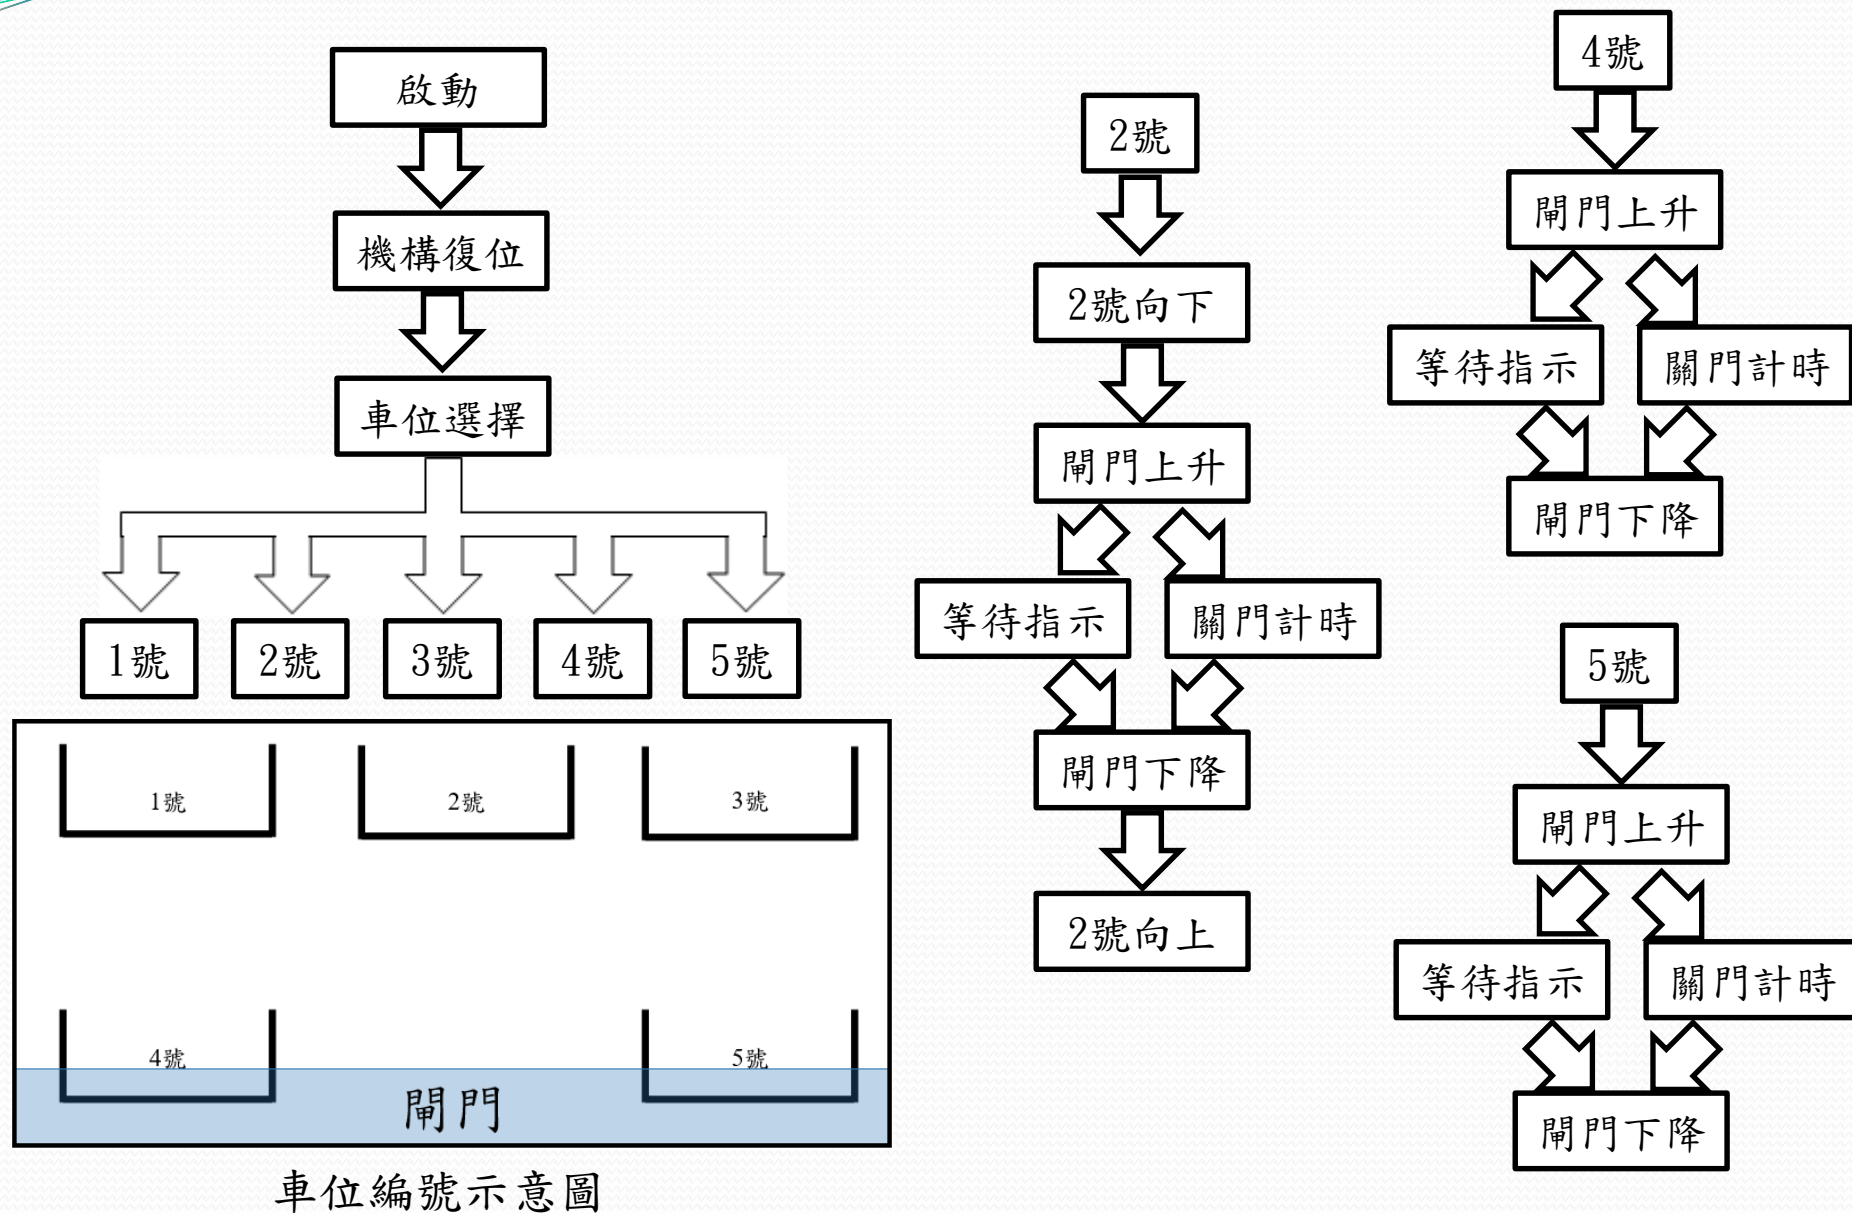 啟動
機構復位
車位選擇
1號
2號
3號
4號
5號
1號
2號
3號
4號
5號
閘門
車位編號示意圖
2號
2號向下
閘門上升
等待指示
關門計時
閘門下降
2號向上
4號
閘門上升
等待指示
關門計時
閘門下降
5號
閘門上升
等待指示
關門計時
閘門下降